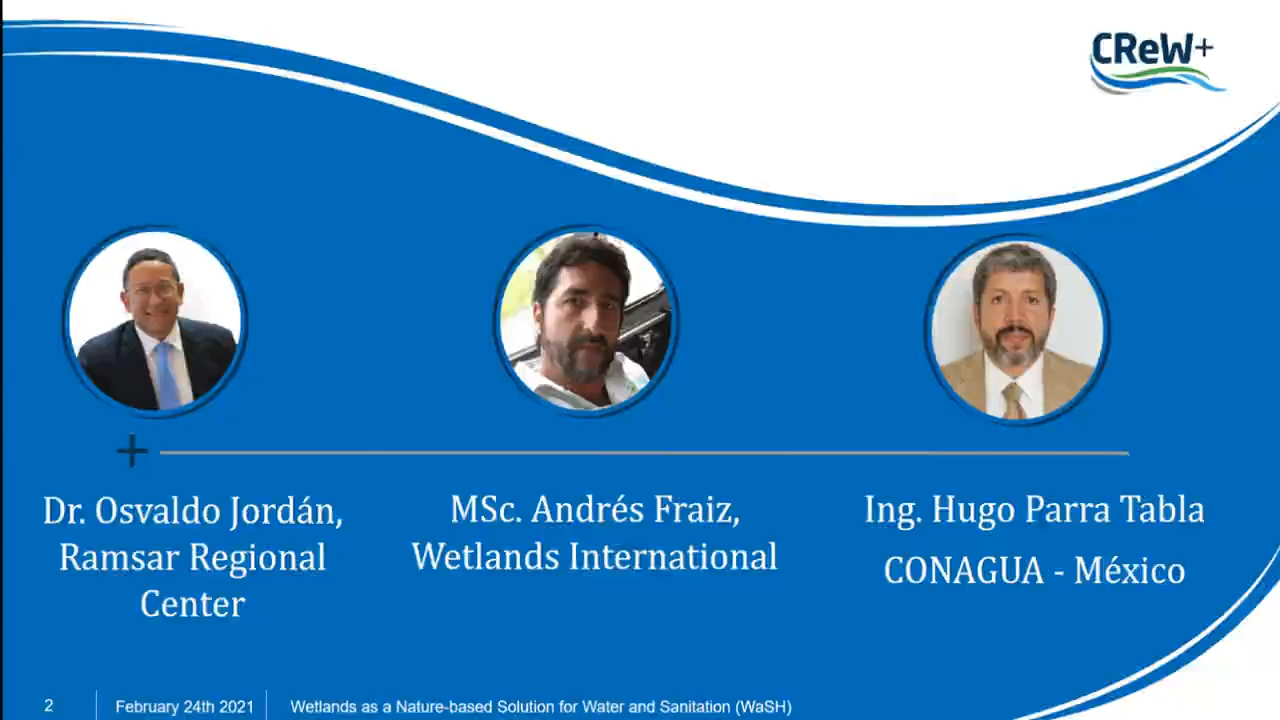 CReW+
Dr. Osvaldo Jordán,
Ramsar Regional
Center
MSc. Andrés Fraiz,
Wetlands International
Ing. Hugo Parra Tabla
CONAGUA - México
2
February 24th 2021
Wetlands as a Nature-based Solution for Water and Sanitation (WaSH)